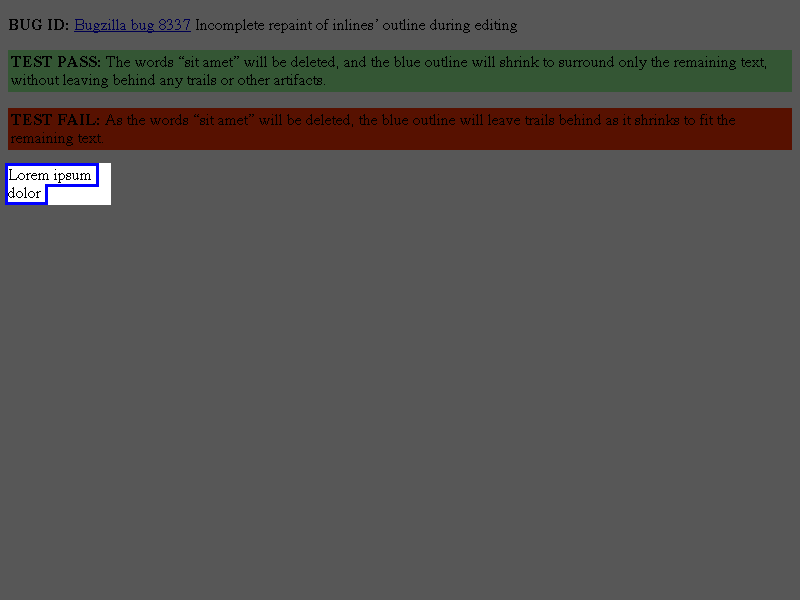 BUG ID: Bugzilla bug 8337 Incomplete repaint of inlines’ outline during editing
TEST PASS: The words “sit amet” will be deleted, and the blue outline will shrink to surround only the remaining text,
without leaving behind any trails or other artifacts.
TEST FAIL: As the words “sit amet” will be deleted, the blue outline will leave trails behind as it shrinks to fit the
remaining text.
Lorem ipsum
dolor